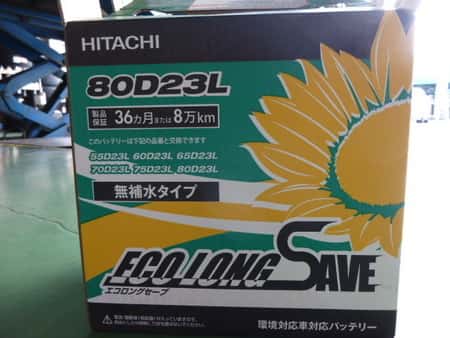 HITACHI
80D23L
製品保証 36カ月または8万km
このバッテリーは下記の品番と交換できます
55D23L 60D23L 65D23L
70D23L 75D23L 80D23L
無補水タイプ
ECO LONG SAVE
エコロングセーブ
環境対応車対応バッテリー